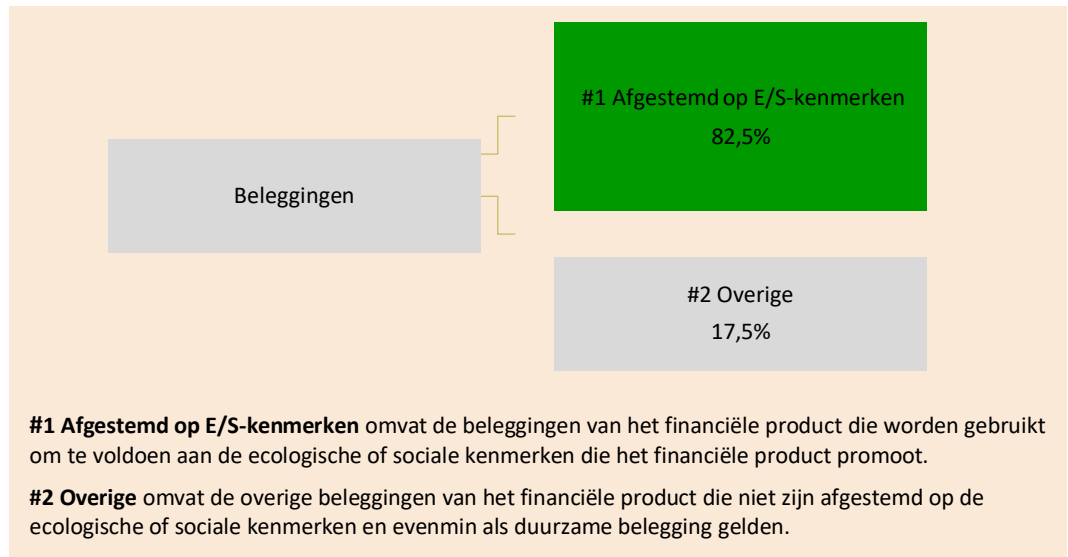 #1 Afgestemd op E/S-kenmerken
82,5%
Beleggingen
#2 Overige
17,5%
#1 Afgestemd op E/S-kenmerken omvat de beleggingen van het financiële product die worden gebruikt
om te voldoen aan de ecologische of sociale kenmerken die het financiële product promoot.
#2 Overige omvat de overige beleggingen van het financiële product die niet zijn afgestemd op de
ecologische of sociale kenmerken en evenmin als duurzame belegging gelden.